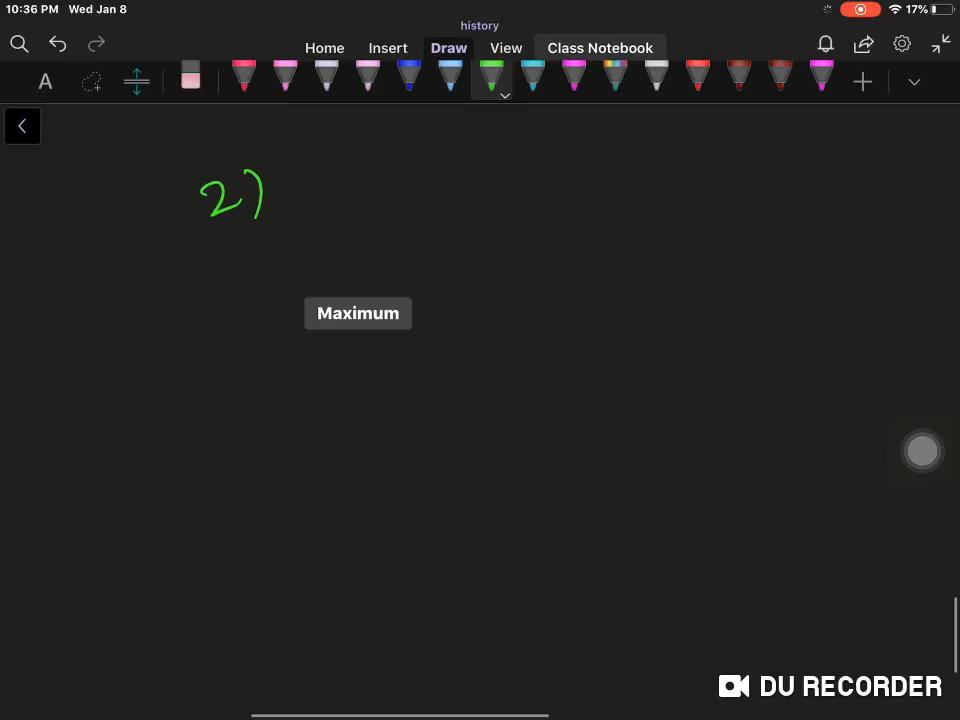 10:36 PM Wed Jan 8
17%
history
Home Insert Draw View Class Notebook
A
2)
Maximum
DU RECORDER